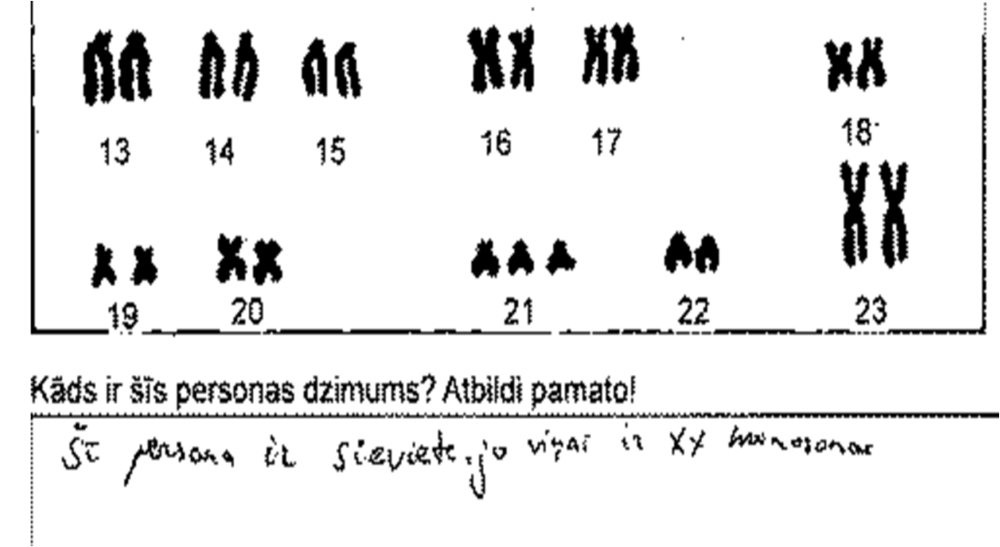 13 14 15 16 17 18
19 20 21 22 23
Kāds ir šīs personas dzimums? Atbildi pamato!
Šī persona ir sieviete, jo viņai ir XX